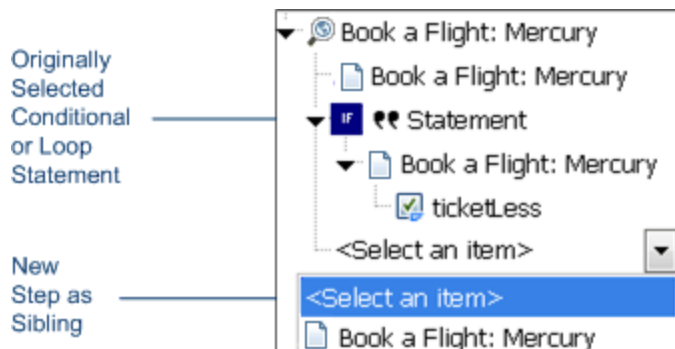 Originally
Selected
Conditional
or Loop
Statement
New
Step as
Sibling
Book a Flight: Mercury
Book a Flight: Mercury
IF Statement
Book a Flight: Mercury
ticketLess
<Select an item>
<Select an item>
Book a Flight: Mercury